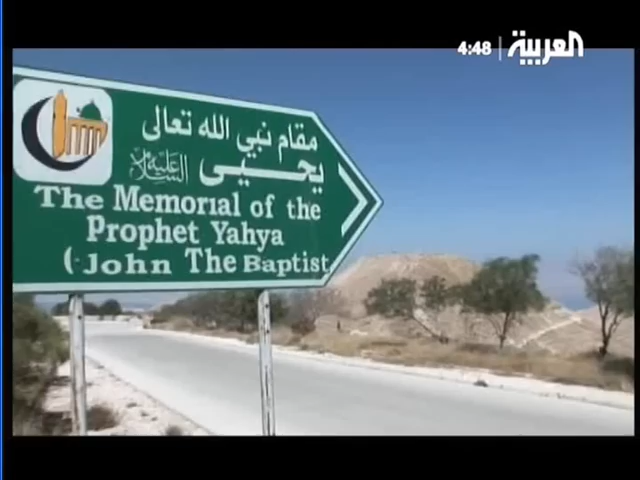 4:48 | العربية
مقام نبي الله تعالى
يحيى عليه السلام
The Memorial of the
Prophet Yahya
(John The Baptist